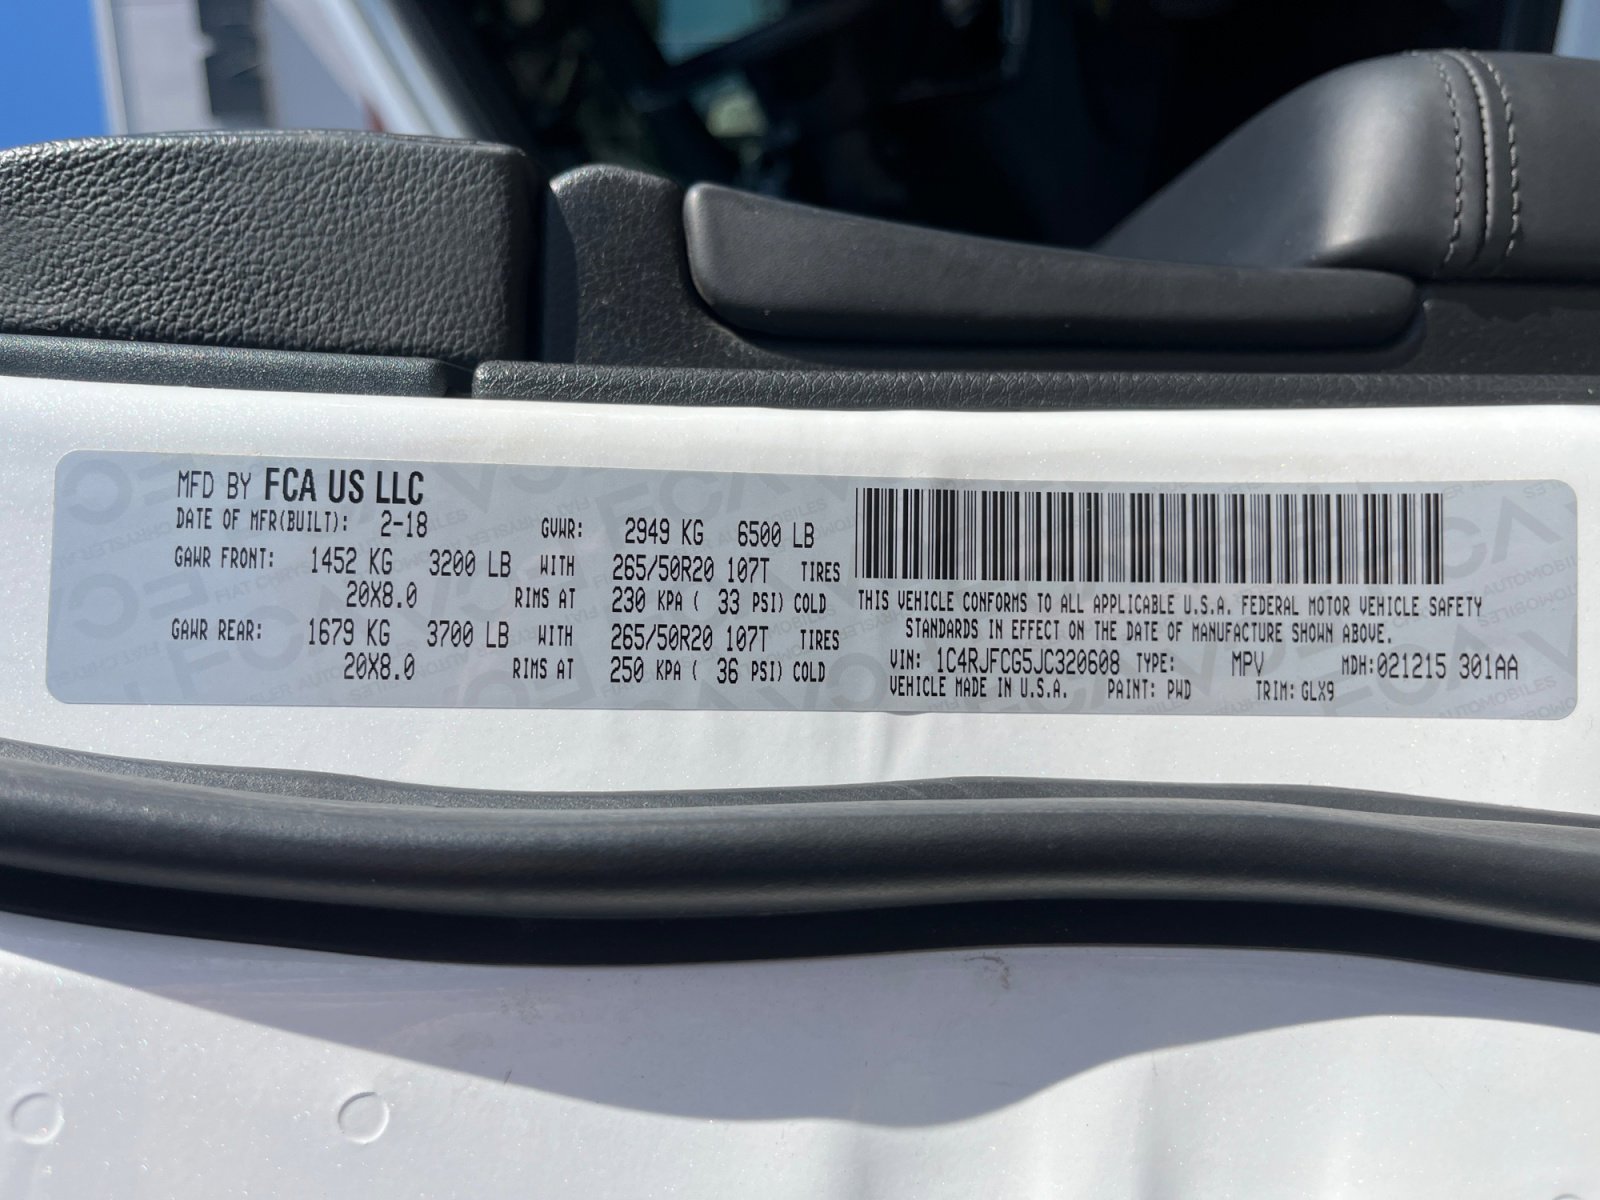 MFD BY FCA US LLC
DATE OF MFR(BUILT): 2-18 GVWR: 2949 KG 6500 LB
GAWR FRONT: 1452 KG 3200 LB WITH 265/50R20 107T TIRES
20X8.0 RIMS AT 230 KPA ( 33 PSI) COLD
GAWR REAR: 1679 KG 3700 LB WITH 265/50R20 107T TIRES
20X8.0 RIMS AT 250 KPA ( 36 PSI) COLD
THIS VEHICLE CONFORMS TO ALL APPLICABLE U.S.A. FEDERAL MOTOR VEHICLE SAFETY
STANDARDS IN EFFECT ON THE DATE OF MANUFACTURE SHOWN ABOVE.
VIN: 1C4RJFCG5JC320608 TYPE: MPV MDH:021215 301AA
VEHICLE MADE IN U.S.A. PAINT: PWD TRIM: GLX9